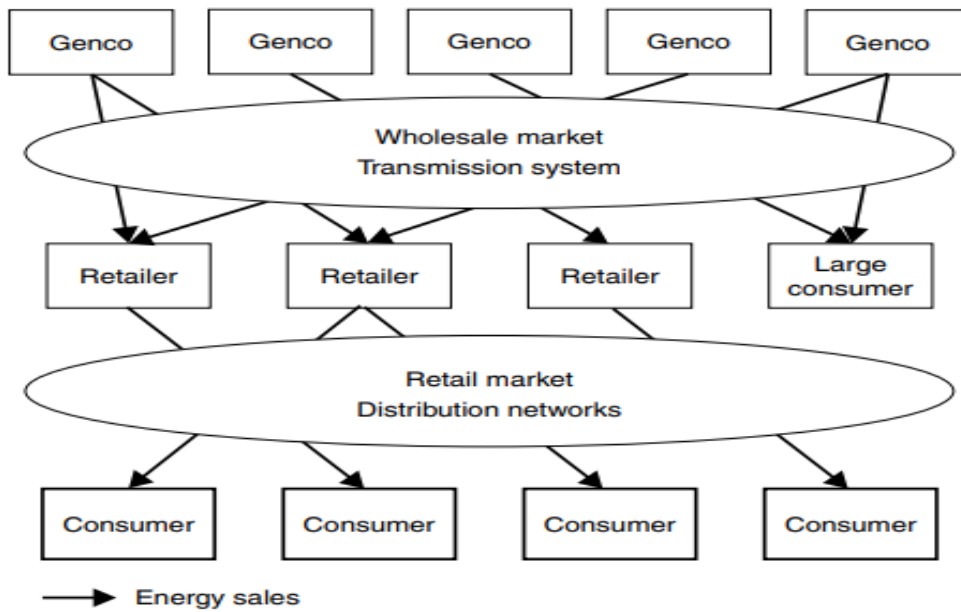 Genco
Genco
Genco
Genco
Genco
Wholesale market
Transmission system
Retailer
Retailer
Retailer
Large
consumer
Retail market
Distribution networks
Consumer
Consumer
Consumer
Consumer
Energy sales